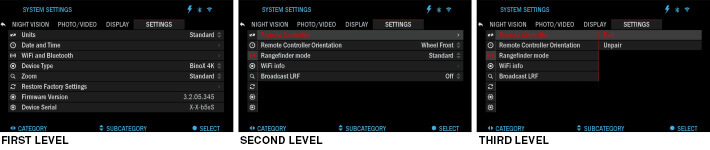 SYSTEM SETTINGS
NIGHT VISION PHOTO/VIDEO DISPLAY SETTINGS
Units Standard
Date and Time
WiFi and Bluetooth
Device Type BinoX 4K
Zoom Standard
Restore Factory Settings
Firmware Version 3.2.05.345
Device Serial X-X-b5eS
CATEGORY SUBCATEGORY SELECT
FIRST LEVEL
SYSTEM SETTINGS
NIGHT VISION PHOTO/VIDEO DISPLAY SETTINGS
Remote Controller Orientation Wheel Front
Rangefinder mode Standard
WiFi info
Broadcast LRF Off
CATEGORY SUBCATEGORY SELECT
SECOND LEVEL
SYSTEM SETTINGS
NIGHT VISION PHOTO/VIDEO DISPLAY SETTINGS
Remote Controller Orientation Unpair
Rangefinder mode
WiFi info
Broadcast LRF
CATEGORY SUBCATEGORY SELECT
THIRD LEVEL